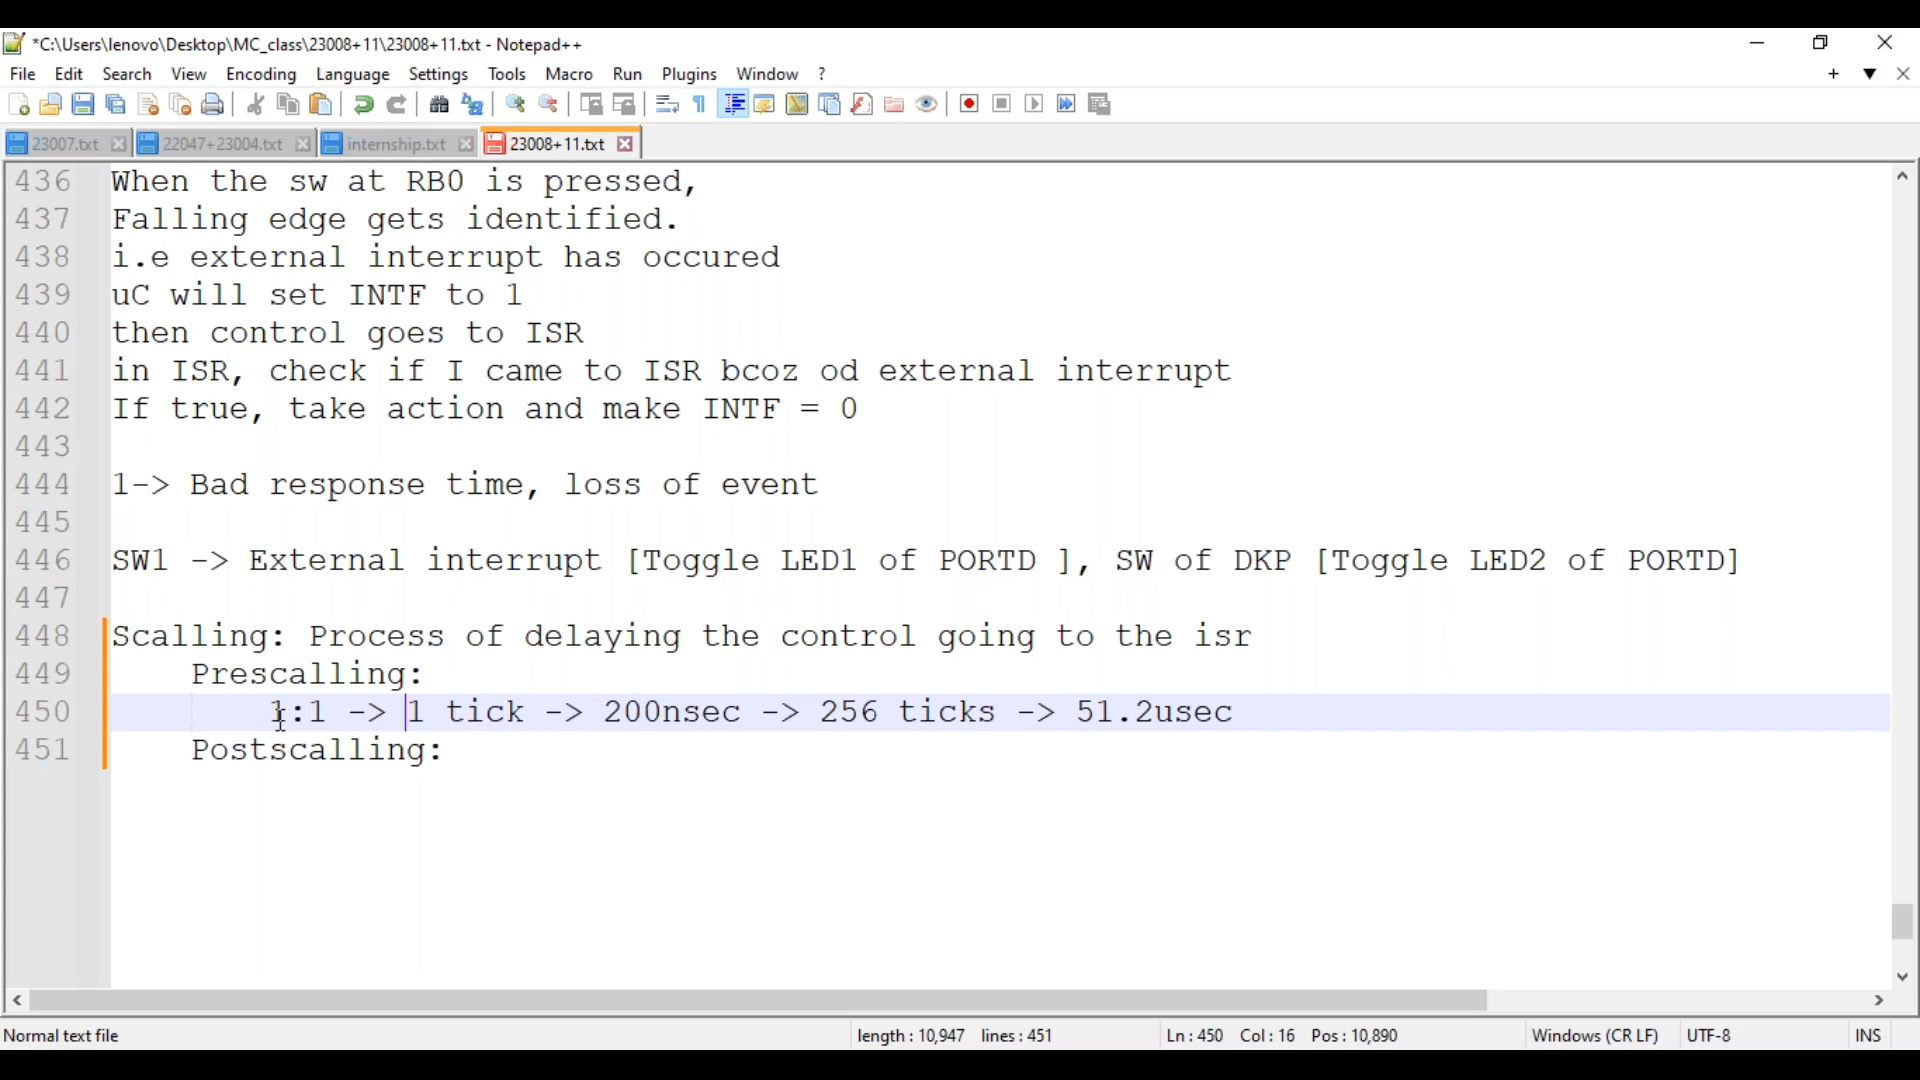 *C:\Users\lenovo\Desktop\MC_class\23008+11\23008+11.txt - Notepad++
File Edit Search View Encoding Language Settings Tools Macro Run Plugins Window ?
23007.txt 22047+23004.txt internship.txt 23008+11.txt
436 When the sw at RB0 is pressed,
437 Falling edge gets identified.
438 i.e external interrupt has occured
439 uC will set INTF to 1
440 then control goes to ISR
441 in ISR, check if I came to ISR bcoz od external interrupt
442 If true, take action and make INTF = 0
443
444 1-> Bad response time, loss of event
445
446 SW1 -> External interrupt [Toggle LED1 of PORTD ], SW of DKP [Toggle LED2 of PORTD]
447
448 Scalling: Process of delaying the control going to the isr
449 Prescalling:
450 1:1 -> 1 tick -> 200nsec -> 256 ticks -> 51.2usec
451 Postscalling:
Normal text file length : 10,947 lines : 451 Ln : 450 Col : 16 Pos : 10,890 Windows (CR LF) UTF-8 INS